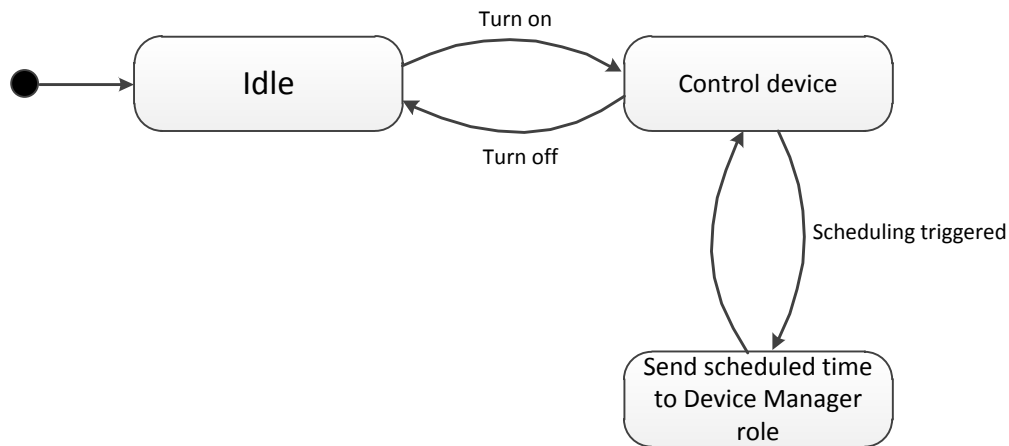 Turn on
Idle
Control device
Turn off
Scheduling triggered
Send scheduled time
to Device Manager
role